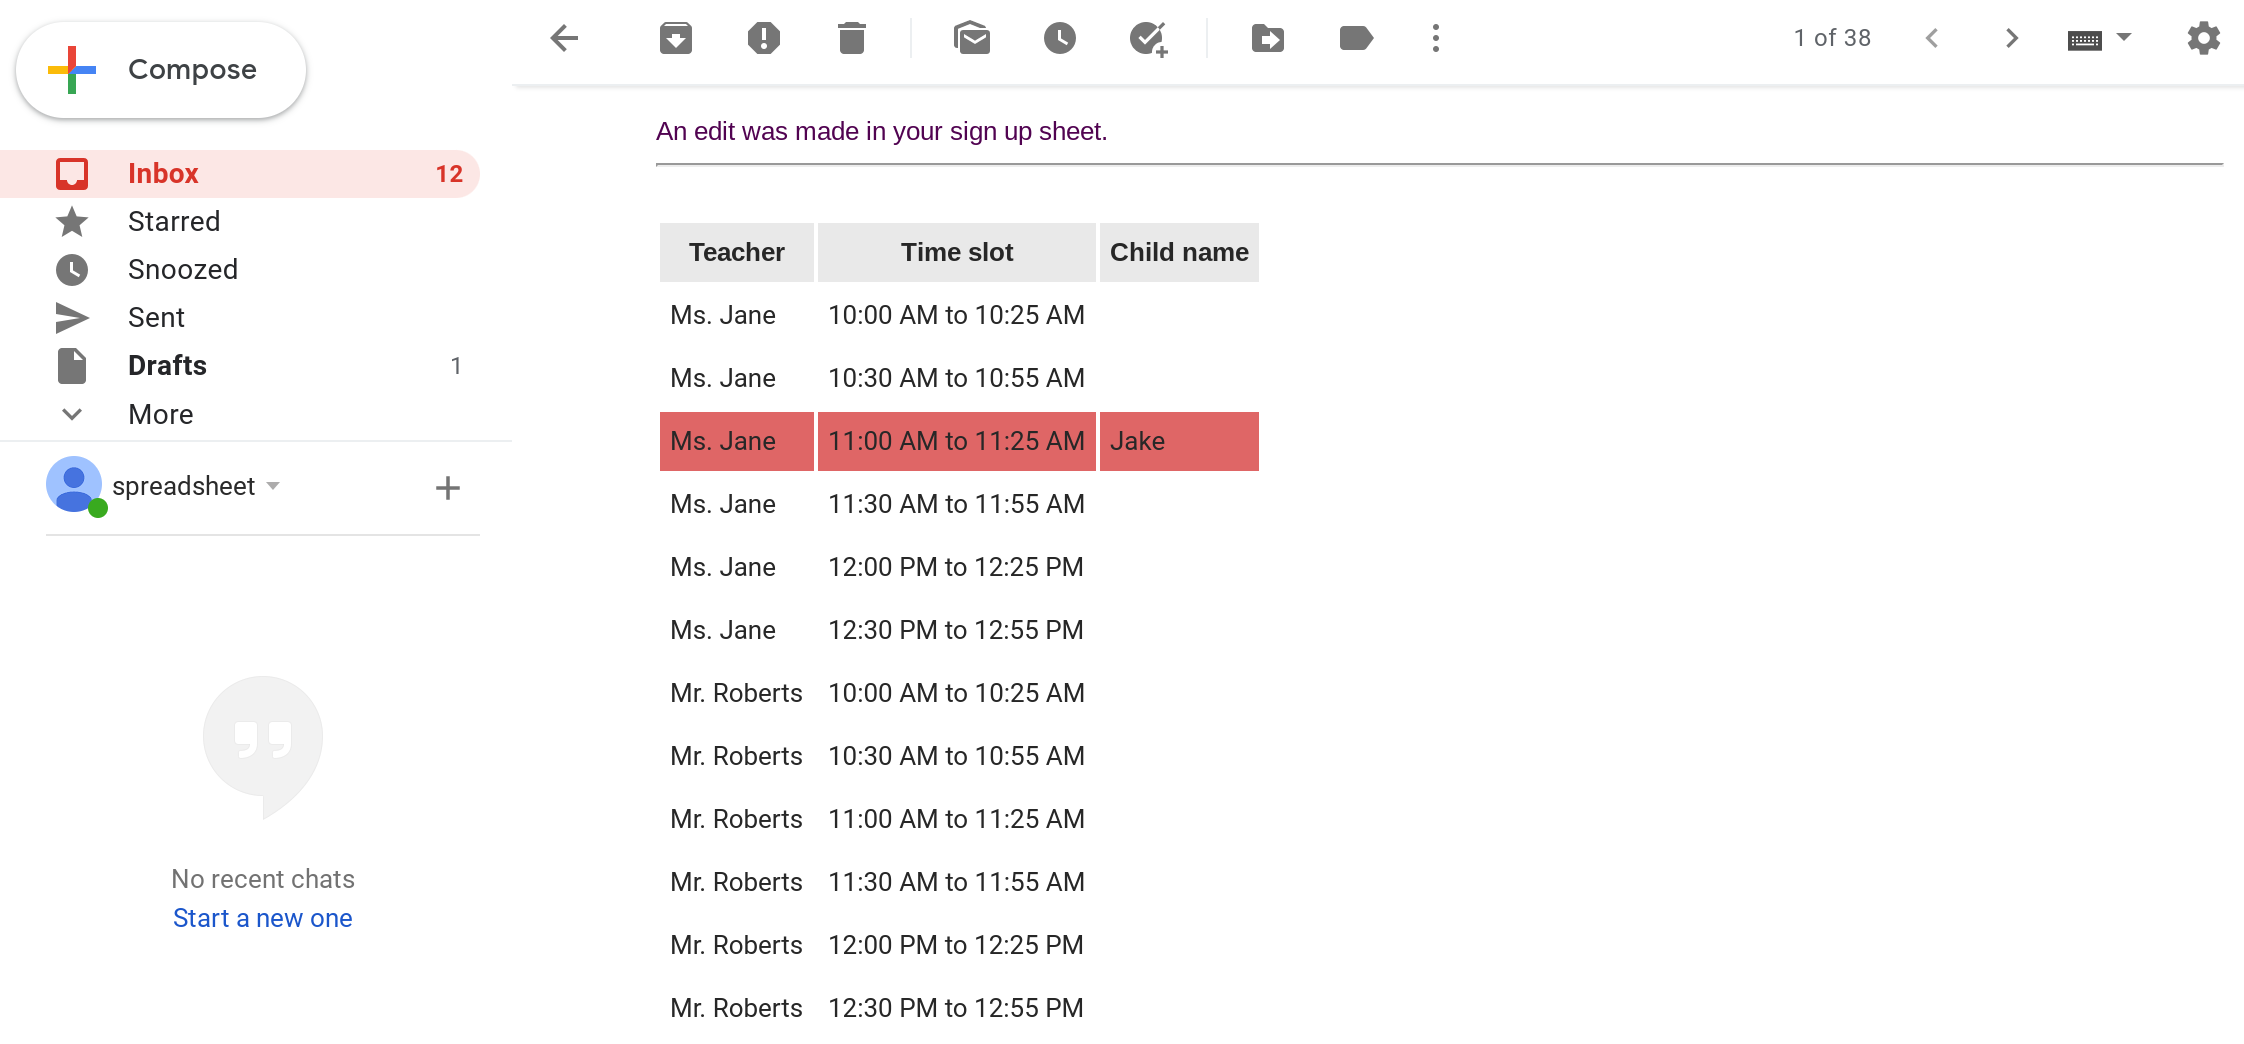 Compose
1 of 38
Inbox 12
Starred
Snoozed
Sent
Drafts 1
More
spreadsheet
No recent chats
Start a new one
An edit was made in your sign up sheet.
Teacher Time slot Child name
Ms. Jane 10:00 AM to 10:25 AM
Ms. Jane 10:30 AM to 10:55 AM
Ms. Jane 11:00 AM to 11:25 AM Jake
Ms. Jane 11:30 AM to 11:55 AM
Ms. Jane 12:00 PM to 12:25 PM
Ms. Jane 12:30 PM to 12:55 PM
Mr. Roberts 10:00 AM to 10:25 AM
Mr. Roberts 10:30 AM to 10:55 AM
Mr. Roberts 11:00 AM to 11:25 AM
Mr. Roberts 11:30 AM to 11:55 AM
Mr. Roberts 12:00 PM to 12:25 PM
Mr. Roberts 12:30 PM to 12:55 PM